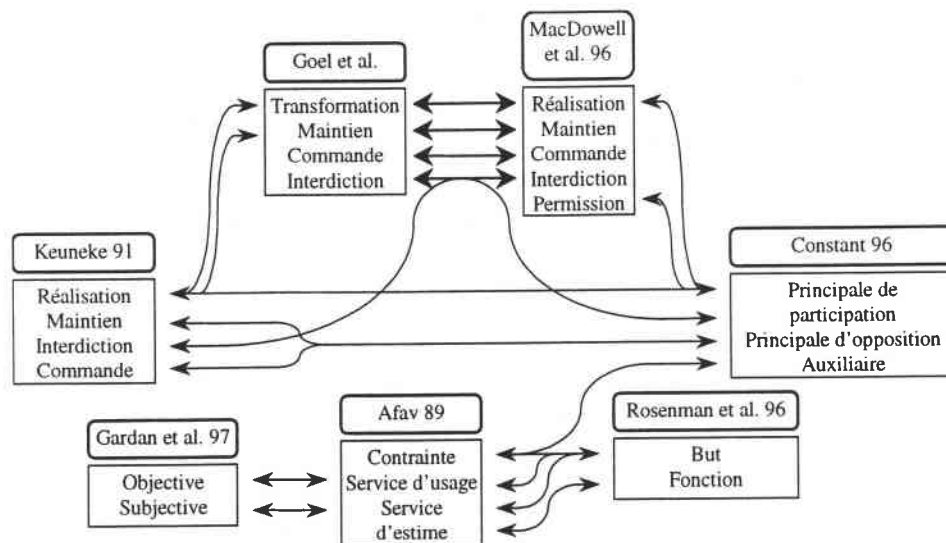 Goel et al.
Transformation
Maintien
Commande
Interdiction
MacDowell
et al. 96
Réalisation
Maintien
Commande
Interdiction
Permission
Keuneke 91
Réalisation
Maintien
Interdiction
Commande
Constant 96
Principale de
participation
Principale d'opposition
Auxiliaire
Gardan et al. 97
Objective
Subjective
Afav 89
Contrainte
Service d'usage
Service
d'estime
Rosenman et al. 96
But
Fonction